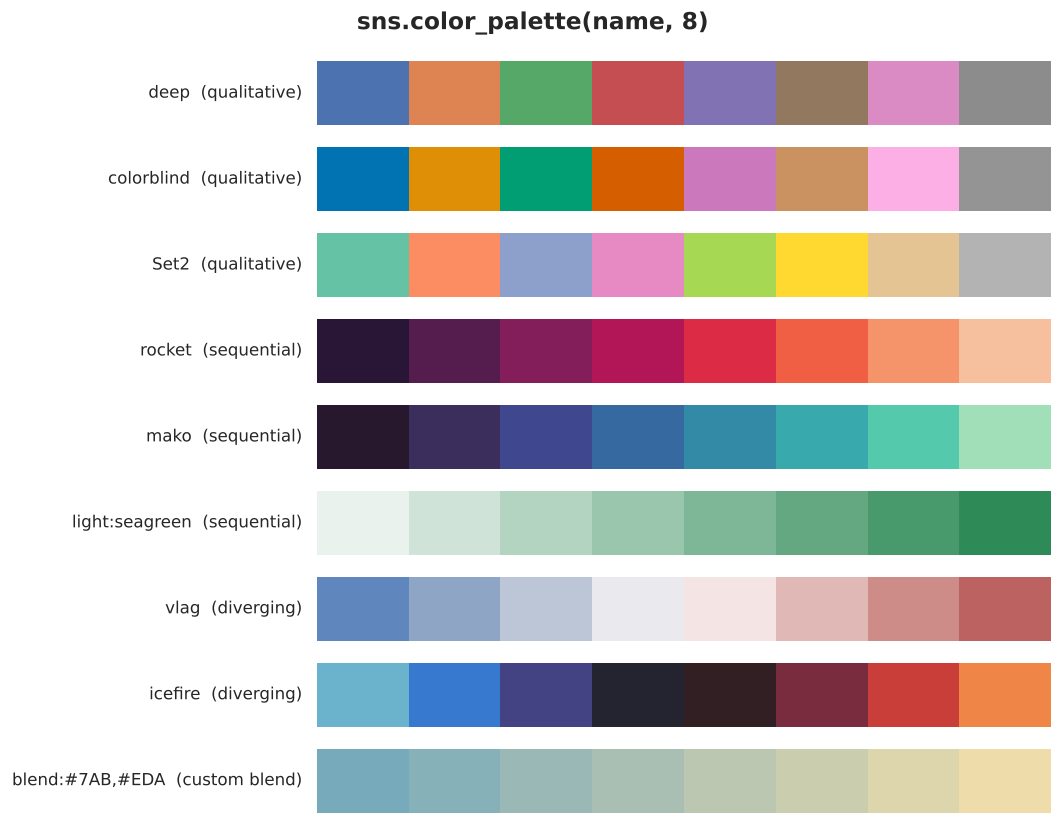 sns.color_palette(name, 8)
deep  (qualitative)
colorblind  (qualitative)
Set2  (qualitative)
rocket  (sequential)
mako  (sequential)
light:seagreen  (sequential)
vlag  (diverging)
icefire  (diverging)
blend:#7AB,#EDA  (custom blend)